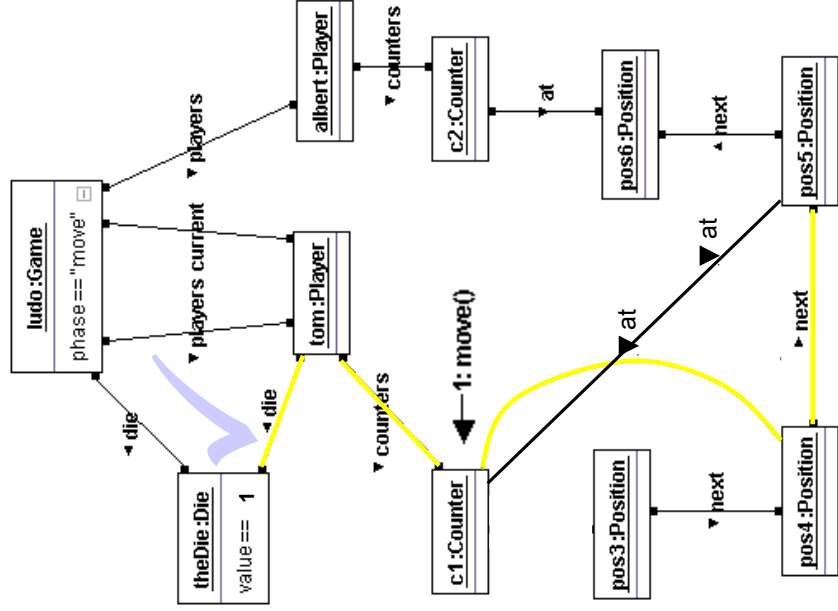 ludo :Game
phase =="move"
◄ players
◄ players current
albert :Player
tom :Player
◄ die
◄ die
theDie :Die
value == 1
◄ counters
◄ counters
c2 :Counter
1: move()
c1 :Counter
at
at
at
pos6 :Position
pos3 :Position
◄ next
► next
◄ next
pos5 :Position
pos4 :Position